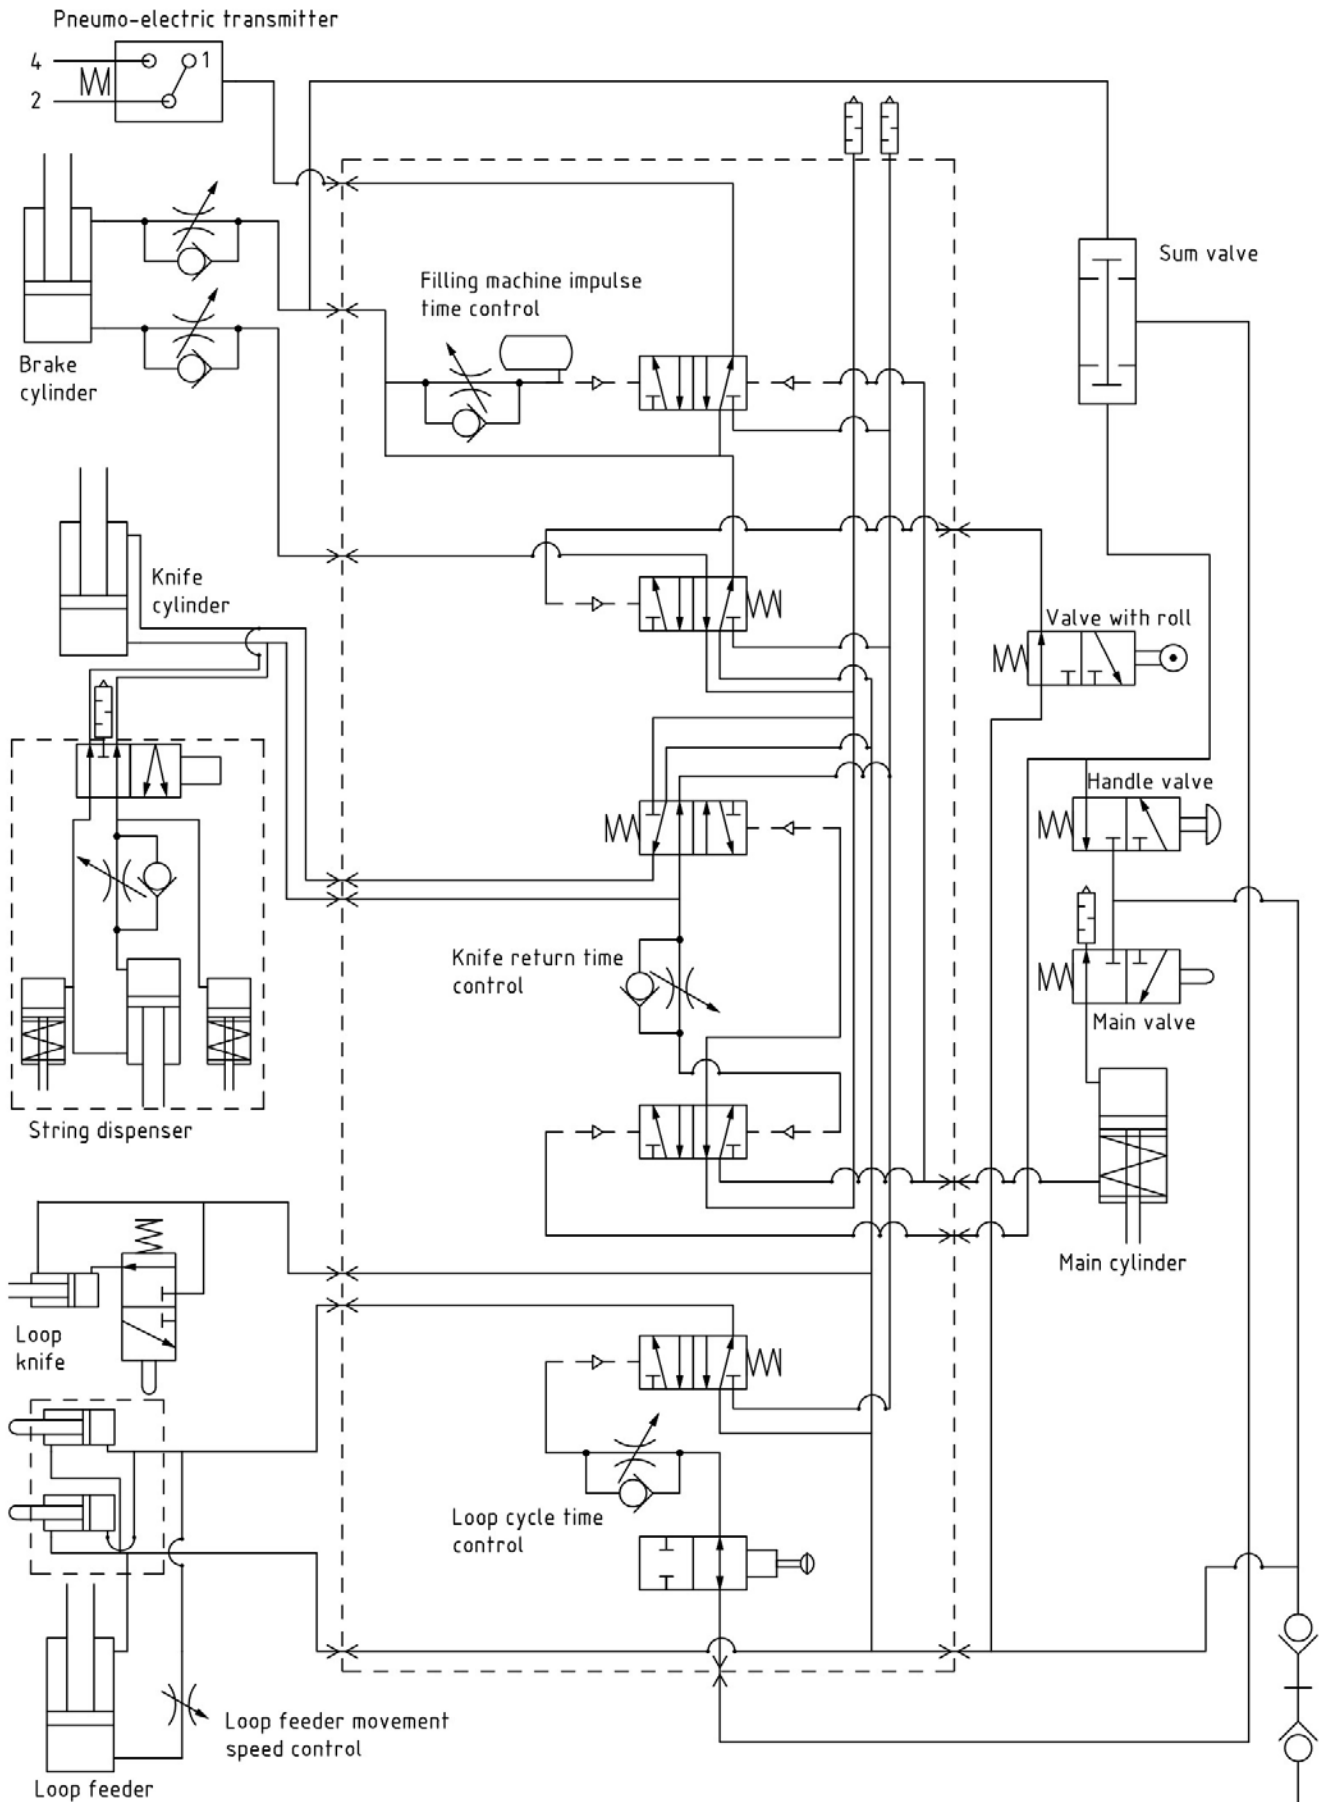 Pneumo-electric transmitter
4
1
2
Sum valve
Filling machine impulse
time control
Brake
cylinder
Knife
cylinder
Valve with roll
Handle valve
Knife return time
control
Main valve
String dispenser
Main cylinder
Loop
knife
Loop cycle time
control
Loop feeder movement
speed control
Loop feeder